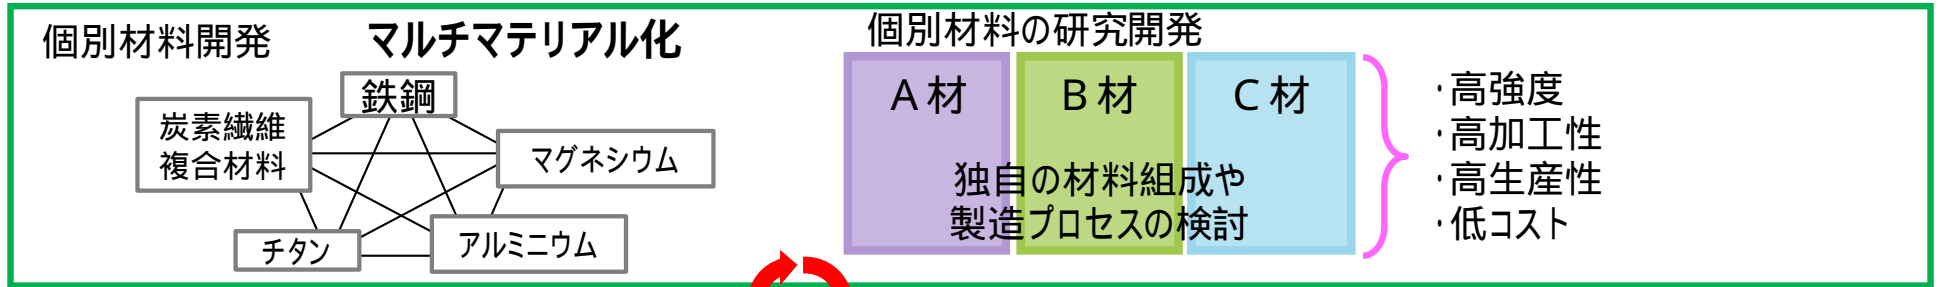 個別材料開発
マルチマテリアル化
鉄鋼
炭素繊維
複合材料
マグネシウム
チタン
アルミニウム
個別材料の研究開発
A材
B材
C材
独自の材料組成や
製造プロセスの検討
・高強度
・高加工性
・高生産性
・低コスト